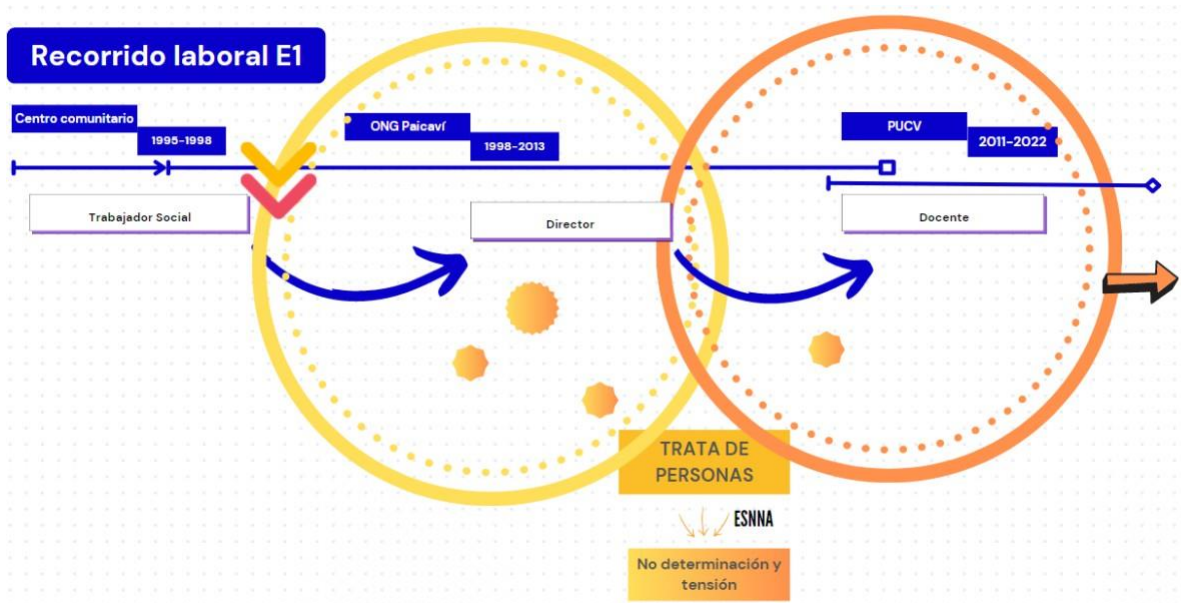 Recorrido laboral E1
Centro comunitario
1995-1998
ONG Paicaví
1998-2013
PUCV
2011-2022
Trabajador Social
Director
Docente
TRATA DE
PERSONAS
ESNNA
No determinación y
tensión